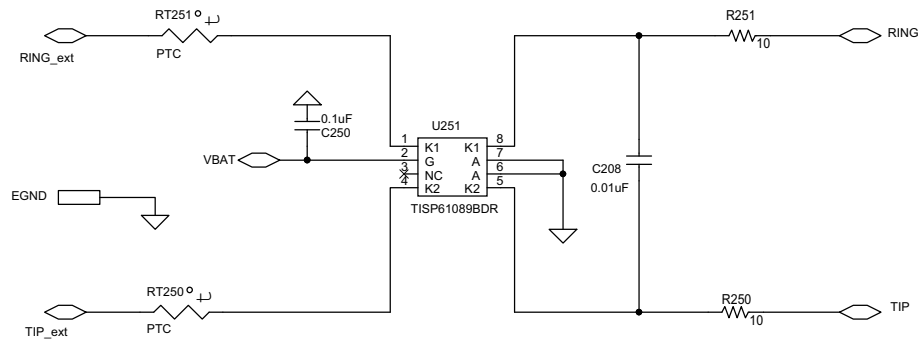 RT251
R251
RING_ext
PTC
10
RING
0.1uF
C250
U251
VBAT
1
2
3
4
K1
G
NC
K2
K1
A
A
K2
8
7
6
5
TISP61089BDR
C208
0.01uF
EGND
RT250
R250
TIP_ext
PTC
10
TIP